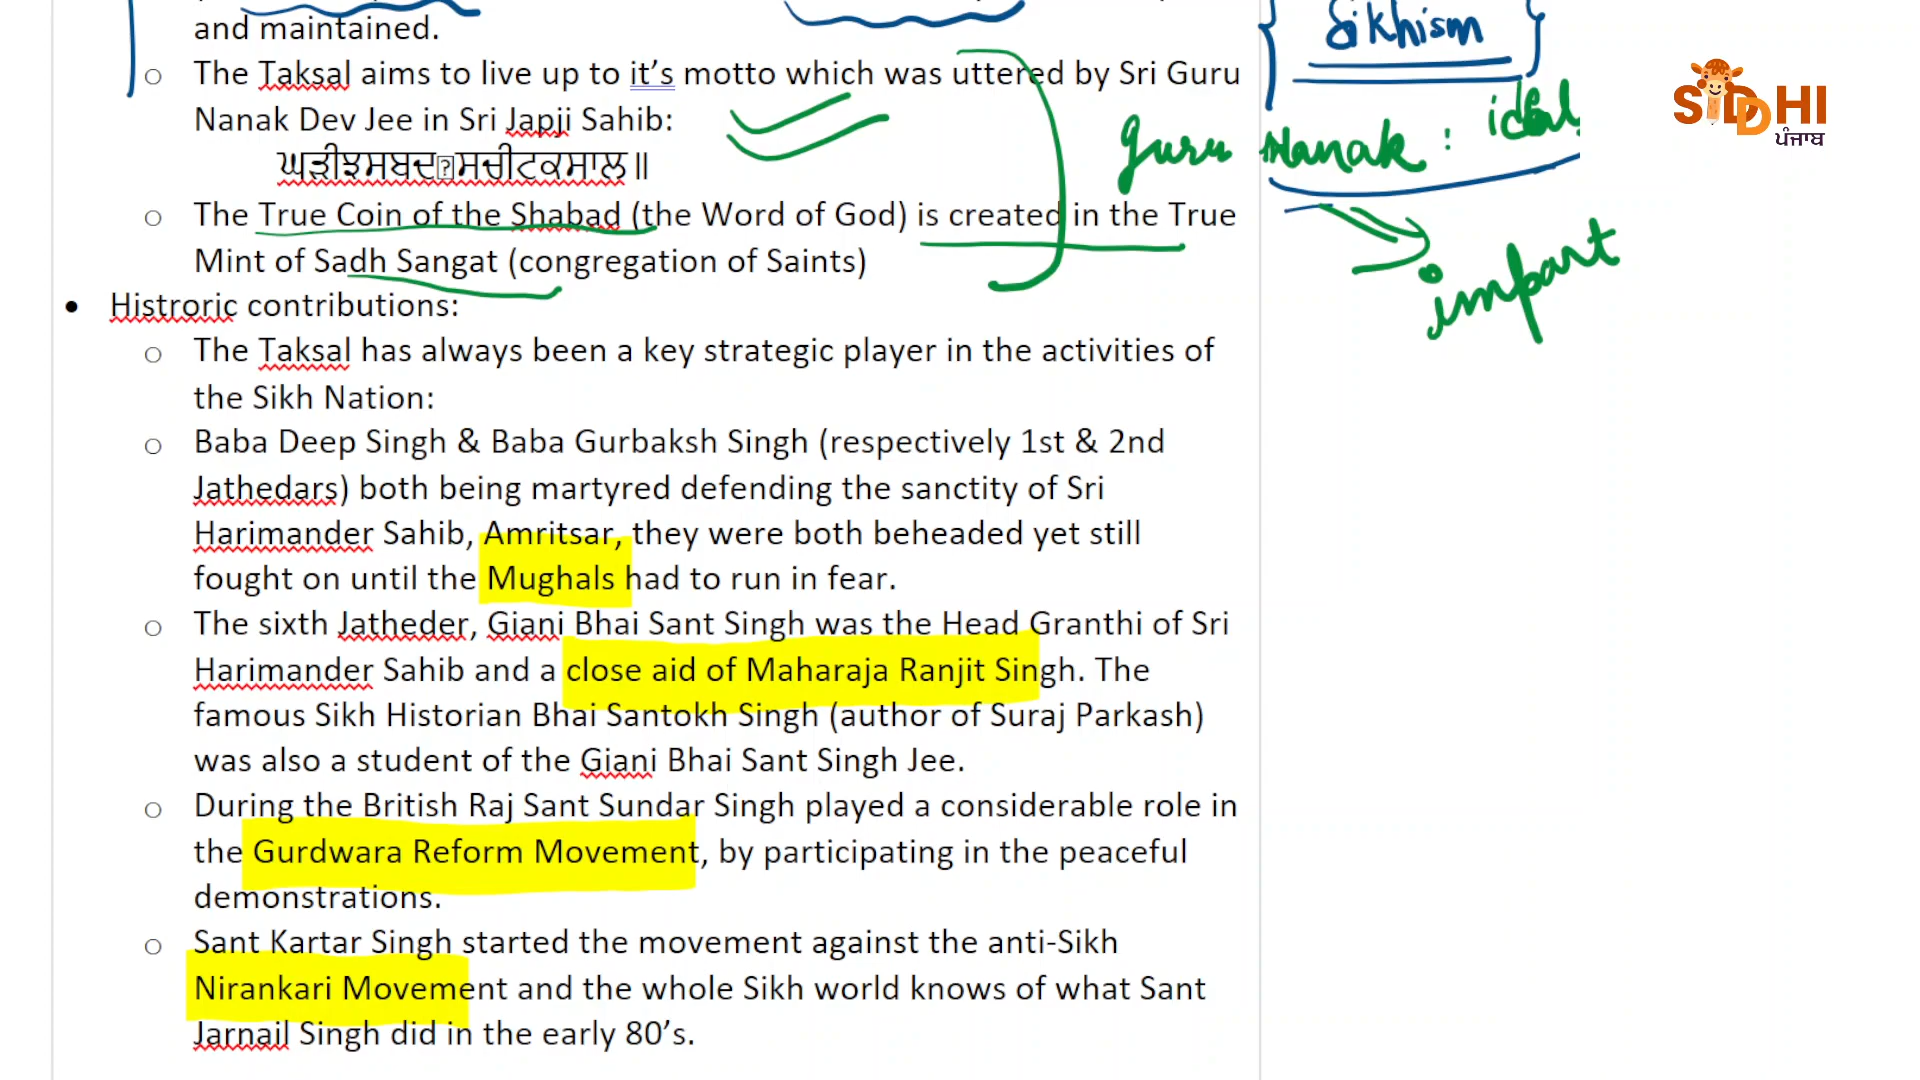 and maintained.
o The Taksal aims to live up to it’s motto which was uttered by Sri Guru
Nanak Dev Jee in Sri Japji Sahib:
ਘੜੀਝਸਬਦਸਚੀਟਕਸਾਲ॥
o The True Coin of the Shabad (the Word of God) is created in the True
Mint of Sadh Sangat (congregation of Saints)
• Histroric contributions:
o The Taksal has always been a key strategic player in the activities of
the Sikh Nation:
o Baba Deep Singh & Baba Gurbaksh Singh (respectively 1st & 2nd
Jathedars) both being martyred defending the sanctity of Sri
Harimander Sahib, Amritsar, they were both beheaded yet still
fought on until the Mughals had to run in fear.
o The sixth Jatheder, Giani Bhai Sant Singh was the Head Granthi of Sri
Harimander Sahib and a close aid of Maharaja Ranjit Singh. The
famous Sikh Historian Bhai Santokh Singh (author of Suraj Parkash)
was also a student of the Giani Bhai Sant Singh Jee.
o During the British Raj Sant Sundar Singh played a considerable role in
the Gurdwara Reform Movement, by participating in the peaceful
demonstrations.
o Sant Kartar Singh started the movement against the anti-Sikh
Nirankari Movement and the whole Sikh world knows of what Sant
Jarnail Singh did in the early 80’s.
Sikhism
guru Nanak : ideal
impart
SIDDHI
ਪੰਜਾਬ